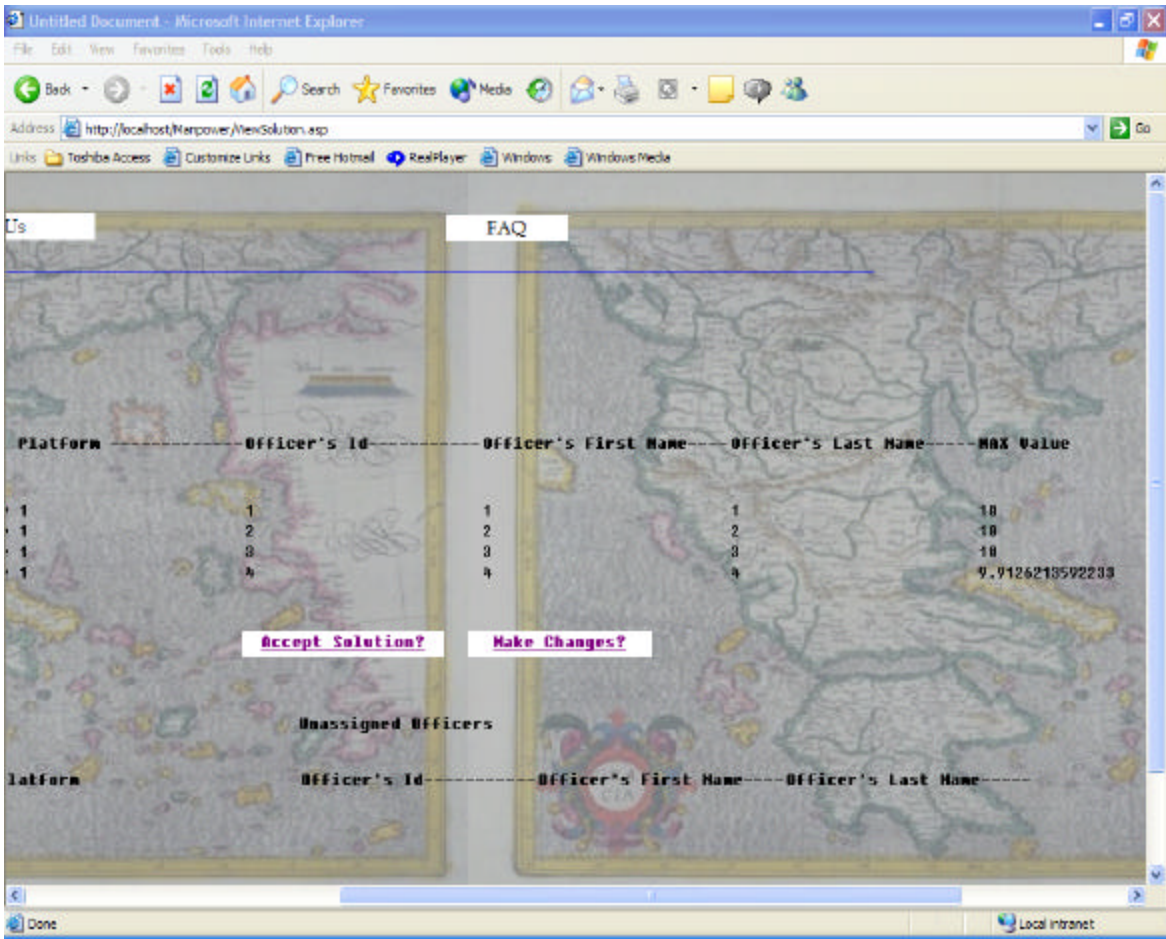 Untitled Document - Microsoft Internet Explorer
File Edit View Favorites Tools Help
Back Search Favorites Media
Address http://localhost/Manpower/ViewSolution.asp Go
Links Toshiba Access Customize Links Free Hotmail RealPlayer Windows Windows Media
Us FAQ
Platform -----------Officer's Id-----------Officer's First Name----Officer's Last Name-----MAX Value
1 1 1 1 10
1 2 2 2 10
1 3 3 3 10
1 4 4 4 9.9126213592233
Accept Solution? Make Changes?
Unassigned Officers
latform Officer's Id-----------Officer's First Name----Officer's Last Name-----
Done Local intranet